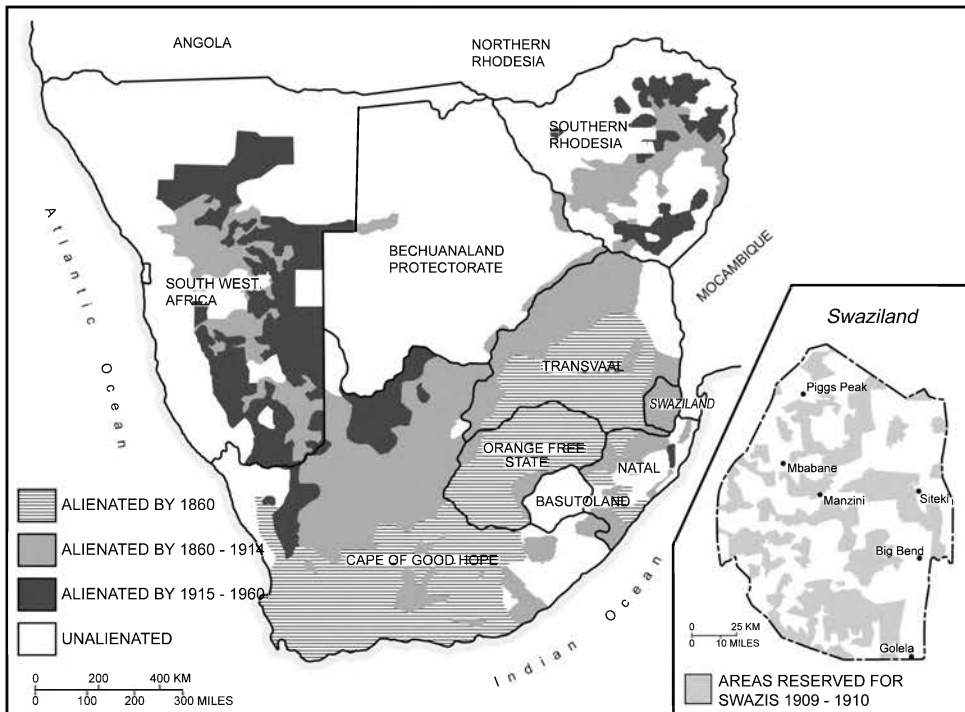 ANGOLA
NORTHERN
RHODESIA
SOUTHERN
RHODESIA
BECHUANALAND
PROTECTORATE
SOUTH WEST.
AFRICA
MOCAMBIQUE
Atlantic Ocean
TRANSVAAL
SWAZILAND
ORANGE FREE
STATE
NATAL
BASUTOLAND
CAPE OF GOOD HOPE
Indian Ocean
ALIENATED BY 1860
ALIENATED BY 1860 - 1914
ALIENATED BY 1915 - 1960
UNALIENATED
0 200 400 KM
0 100 200 300 MILES
Swaziland
Piggs Peak
Mbabane
Manzini
Siteki
Big Bend
Golela
0 25 KM
0 10 MILES
AREAS RESERVED FOR
SWAZIS 1909 - 1910